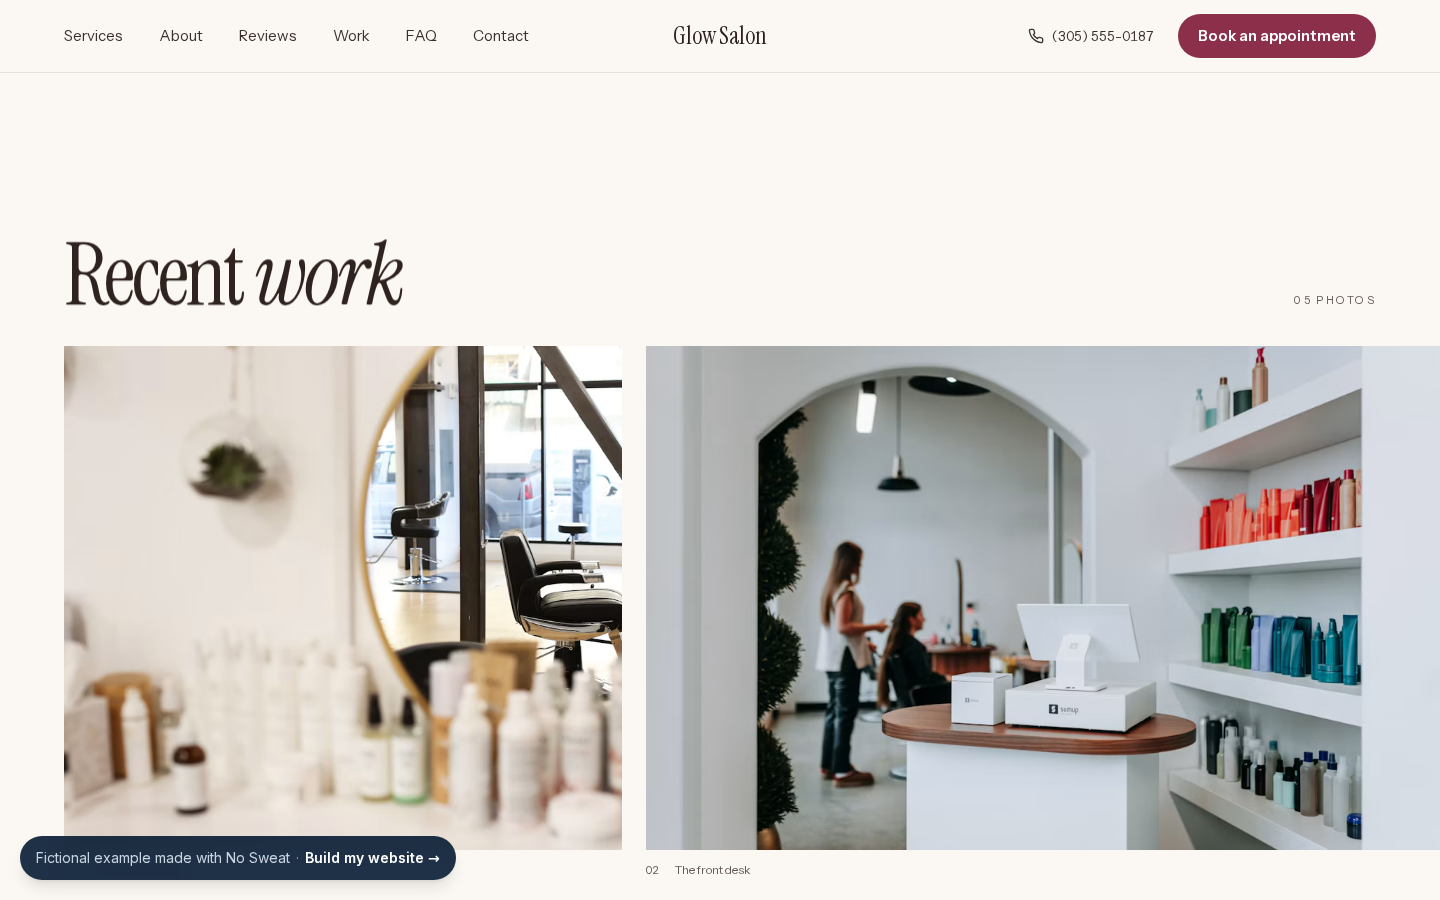 Services About Reviews Work FAQ Contact
Glow Salon
(305) 555-0187
Book an appointment
Recent work
05 PHOTOS
sumup
Fictional example made with No Sweat · Build my website →
02 The front desk